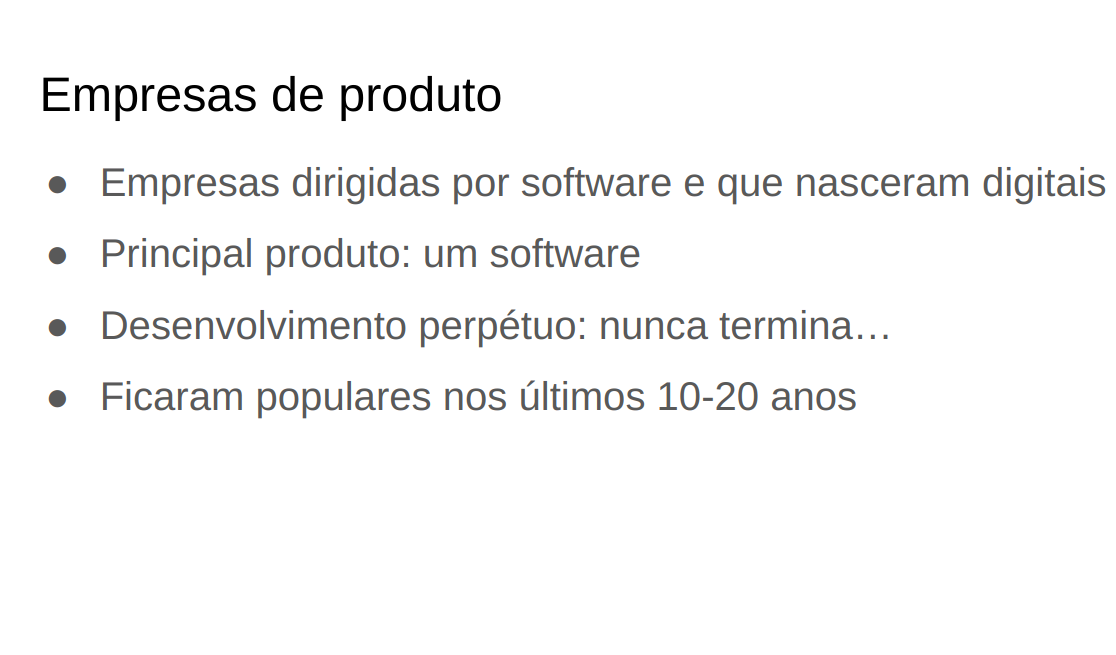 Empresas de produto
● Empresas dirigidas por software e que nasceram digitais
● Principal produto: um software
● Desenvolvimento perpétuo: nunca termina…
● Ficaram populares nos últimos 10-20 anos